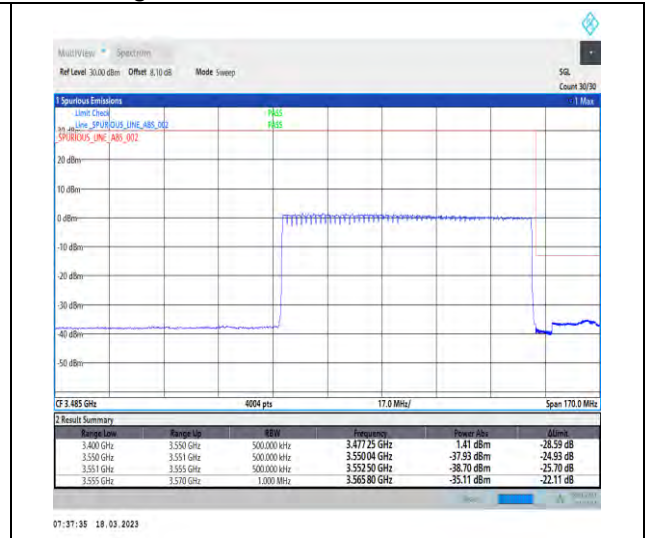 MultiView Spectrum
Ref Level 30.00 dBm Offset 8.10 dB Mode Sweep SGL
Count 30/30
1 Spurious Emissions 1 Max
Limit Check PASS
Line _SPURIOUS_LINE_ABS_002 PASS
_SPURIOUS_LINE_ABS_002
20 dBm
10 dBm
0 dBm
-10 dBm
-20 dBm
-30 dBm
-40 dBm
-50 dBm
CF 3.485 GHz 4004 pts 17.0 MHz/ Span 170.0 MHz
2 Result Summary
Range Low Range Up RBW Frequency Power Abs ΔLimit
3.400 GHz 3.550 GHz 500.000 kHz 3.477 25 GHz 1.41 dBm -28.59 dB
3.550 GHz 3.551 GHz 500.000 kHz 3.550 04 GHz -37.93 dBm -24.93 dB
3.551 GHz 3.555 GHz 500.000 kHz 3.552 50 GHz -38.70 dBm -25.70 dB
3.555 GHz 3.570 GHz 1.000 MHz 3.565 80 GHz -35.11 dBm -22.11 dB
07:37:35 18.03.2023